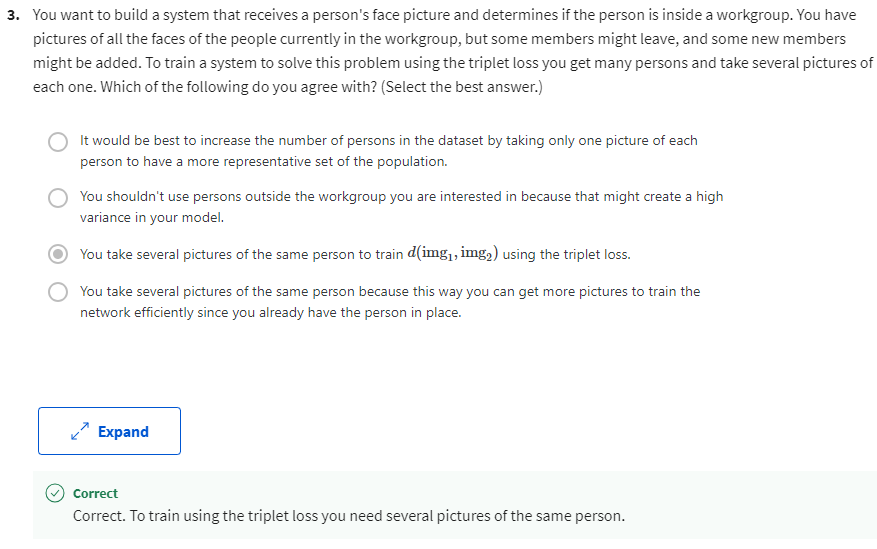 3. You want to build a system that receives a person's face picture and determines if the person is inside a workgroup. You have
pictures of all the faces of the people currently in the workgroup, but some members might leave, and some new members
might be added. To train a system to solve this problem using the triplet loss you get many persons and take several pictures of
each one. Which of the following do you agree with? (Select the best answer.)
It would be best to increase the number of persons in the dataset by taking only one picture of each
person to have a more representative set of the population.
You shouldn't use persons outside the workgroup you are interested in because that might create a high
variance in your model.
You take several pictures of the same person to train d(img₁, img₂) using the triplet loss.
You take several pictures of the same person because this way you can get more pictures to train the
network efficiently since you already have the person in place.
Expand
Correct
Correct. To train using the triplet loss you need several pictures of the same person.